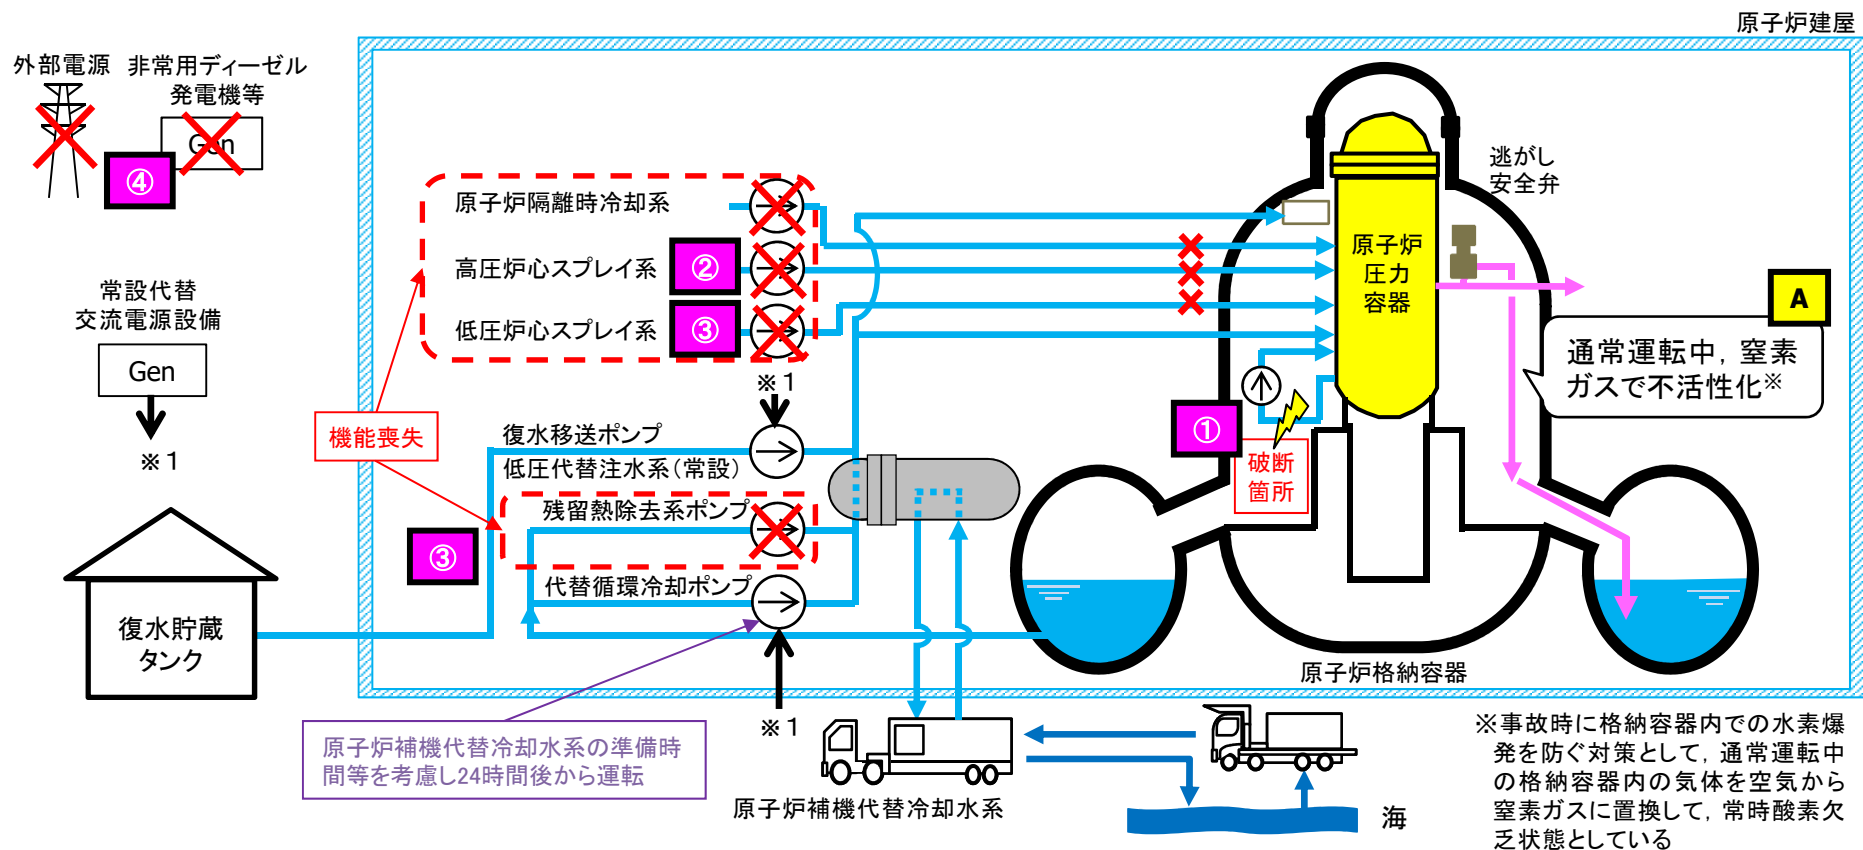 原子炉建屋
外部電源
非常用ディーゼル
発電機等
Gen
④
原子炉隔離時冷却系
高圧炉心スプレイ系
②
低圧炉心スプレイ系
③
逃がし
安全弁
原子炉
圧力
容器
A
通常運転中，窒素
ガスで不活性化※
常設代替
交流電源設備
Gen
※１
機能喪失
※１
復水移送ポンプ
低圧代替注水系（常設）
①
破断
箇所
残留熱除去系ポンプ
③
代替循環冷却ポンプ
復水貯蔵
タンク
原子炉格納容器
※１
原子炉補機代替冷却水系の準備時
間等を考慮し24時間後から運転
原子炉補機代替冷却水系
海
※事故時に格納容器内での水素爆
発を防ぐ対策として，通常運転中
の格納容器内の気体を空気から
窒素ガスに置換して，常時酸素欠
乏状態としている